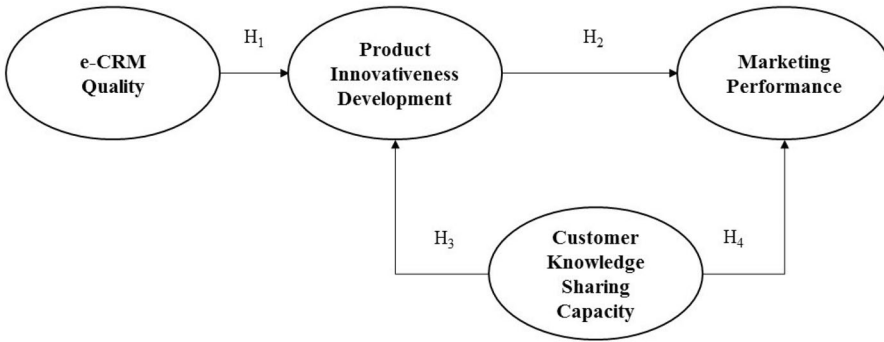 H₁
H₂
e-CRM
Quality
Product
Innovativeness
Development
Marketing
Performance
H₃
H₄
Customer
Knowledge
Sharing
Capacity